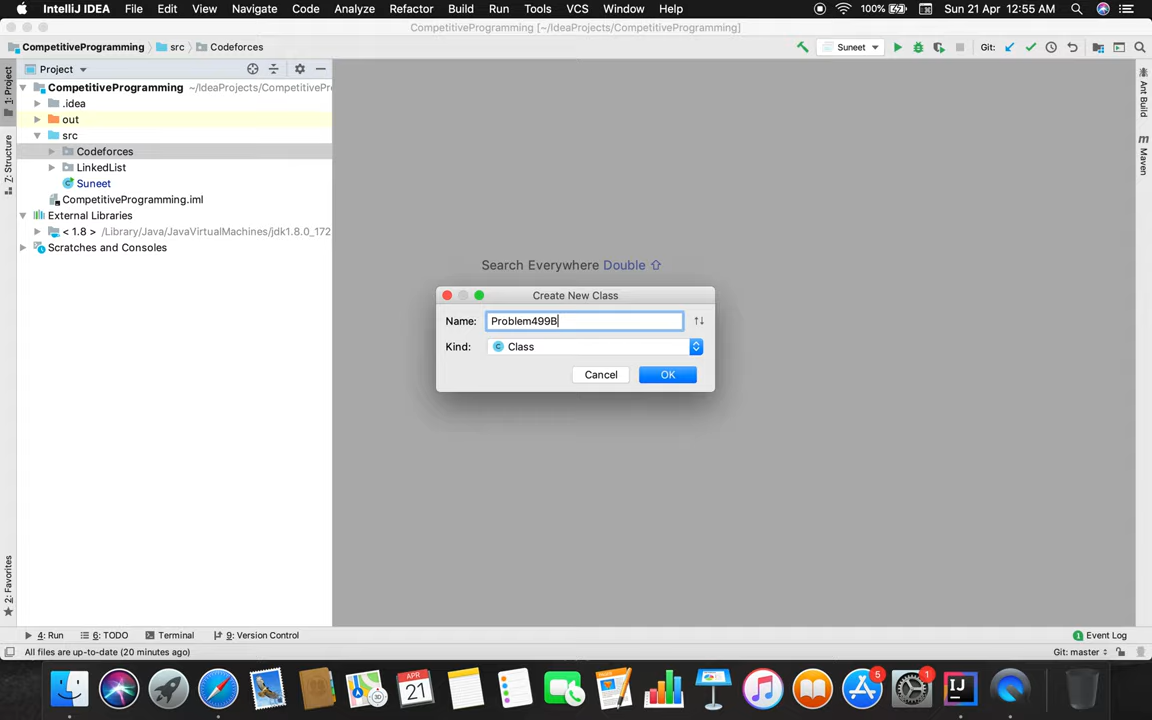 IntelliJ IDEA File Edit View Navigate Code Analyze Refactor Build Run Tools VCS Window Help 100% Sun 21 Apr 12:55 AM
CompetitiveProgramming [~/IdeaProjects/CompetitiveProgramming]
CompetitiveProgramming src Codeforces Suneet Git:
Project
CompetitiveProgramming ~/IdeaProjects/CompetitivePr
.idea
out
src
Codeforces
LinkedList
Suneet
CompetitiveProgramming.iml
External Libraries
< 1.8 > /Library/Java/JavaVirtualMachines/jdk1.8.0_172
Scratches and Consoles
1: Project
7: Structure
2: Favorites
Ant Build
m Maven
Search Everywhere Double ⇧
Create New Class
Name: Problem499B
Kind: C Class
Cancel OK
4: Run 6: TODO Terminal 9: Version Control 1 Event Log
All files are up-to-date (20 minutes ago) Git: master
APR 21 5 1 IJ